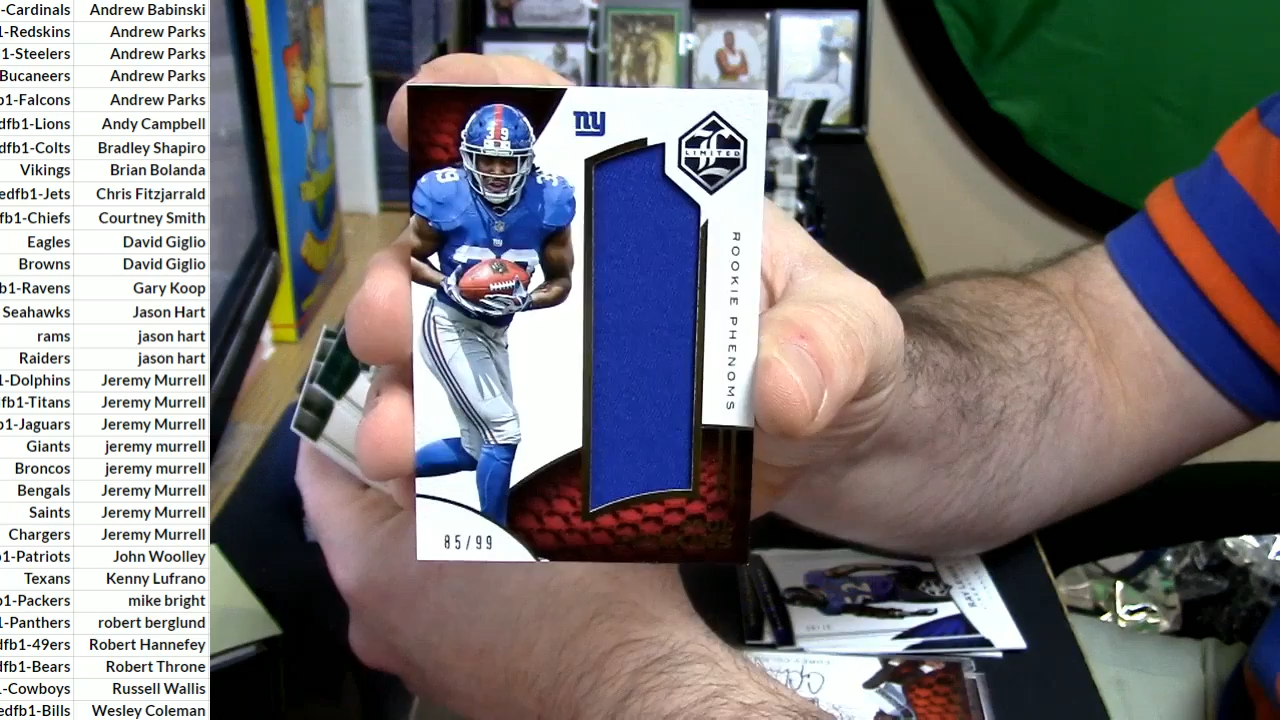 -Cardinals Andrew Babinski
1-Redskins Andrew Parks
1-Steelers Andrew Parks
Bucaneers Andrew Parks
b1-Falcons Andrew Parks
dfb1-Lions Andy Campbell
dfb1-Colts Bradley Shapiro
Vikings Brian Bolanda
edfb1-Jets Chris Fitzjarrald
fb1-Chiefs Courtney Smith
Eagles David Giglio
Browns David Giglio
b1-Ravens Gary Koop
Seahawks Jason Hart
rams jason hart
Raiders jason hart
1-Dolphins Jeremy Murrell
fb1-Titans Jeremy Murrell
b1-Jaguars Jeremy Murrell
Giants jeremy murrell
Broncos jeremy murrell
Bengals Jeremy Murrell
Saints Jeremy Murrell
Chargers Jeremy Murrell
1-Patriots John Woolley
Texans Kenny Lufrano
b1-Packers mike bright
1-Panthers robert berglund
dfb1-49ers Robert Hannefey
dfb1-Bears Robert Throne
1-Cowboys Russell Wallis
edfb1-Bills Wesley Coleman
ny
L
LIMITED
ROOKIE PHENOMS
39
39
85/99